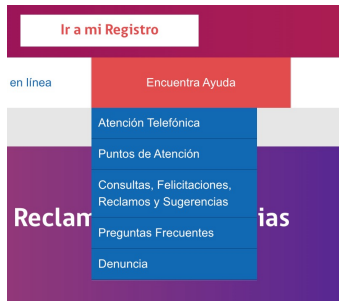 Ir a mi Registro
en línea
Encuentra Ayuda
Atención Telefónica
Puntos de Atención
Consultas, Felicitaciones,
Reclamos y Sugerencias
Preguntas Frecuentes
Denuncia
Reclam
ias